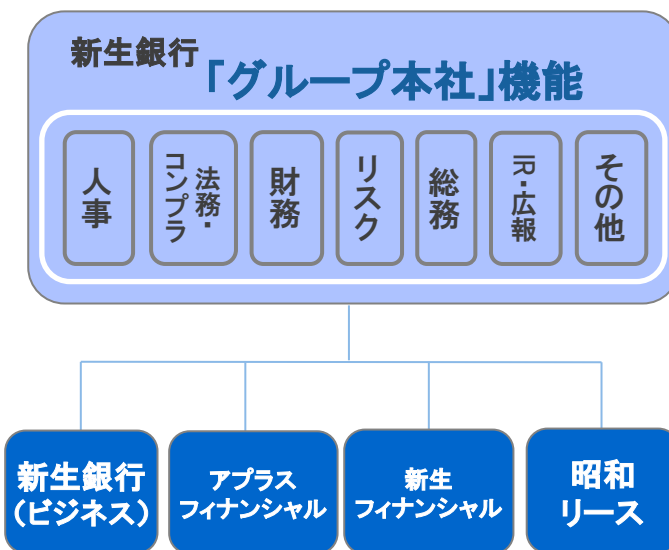 新生銀行
「グループ本社」機能
人事
法務・
コンプラ
財務
リスク
総務
IR・広報
その他
新生銀行
(ビジネス)
アプラス
フィナンシャル
新生
フィナンシャル
昭和
リース